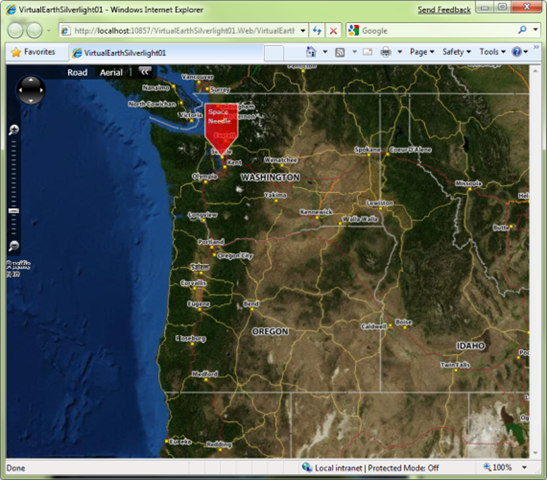 VirtualEarthSilverlight01 - Windows Internet Explorer
Send Feedback
http://localhost:10857/VirtualEarthSilverlight01.Web/VirtualEartl
Google
Favorites
VirtualEarthSilverlight01
Page
Safety
Tools
Road
Aerial
Vancouver
Nanaimo
Surrey
North Cowichan
Victoria
Space
Needle
Kent
Spokane
Coeur D'Alene
Wenatchee
Olympia
WASHINGTON
Missoula
Yakima
Lewiston
Longview
Kennewick
Walla Walla
Butte
Portland
Oregon City
Salem
Pacific
Corvallis
Eugene
Bend
OREGON
Caldwell
Boise
Roseburg
IDAHO
Twin Falls
Medford
Eureka
Redding
Done
Local intranet | Protected Mode: Off
100%